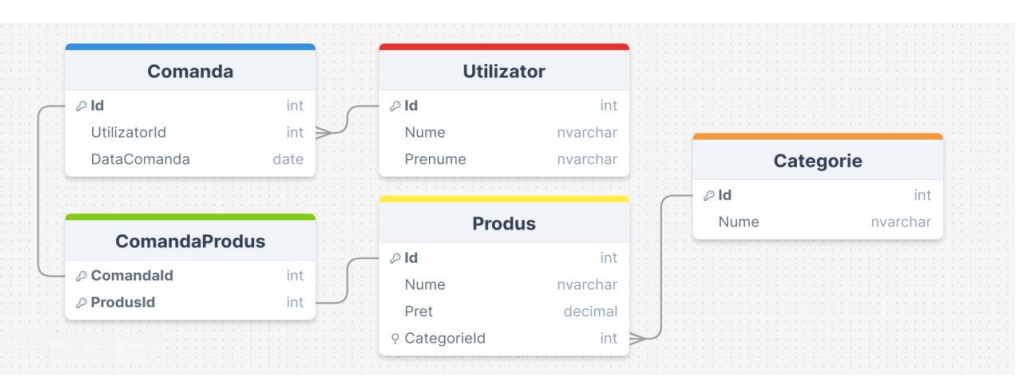 Comanda
Id int
UtilizatorId int
DataComanda date
Utilizator
Id int
Nume nvarchar
Prenume nvarchar
Categorie
Id int
Nume nvarchar
ComandaProdus
ComandaId int
ProdusId int
Produs
Id int
Nume nvarchar
Pret decimal
CategorieId int